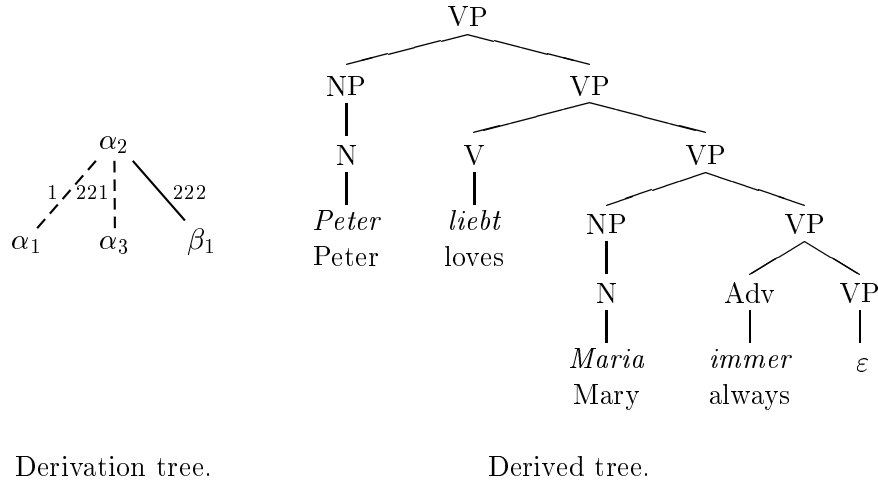 VP
NP VP
α₂
N V VP
1 221 222
Peter liebt NP VP
α₁ α₃ β₁
Peter loves
N Adv VP
Maria immer ε
Mary always
Derivation tree. Derived tree.